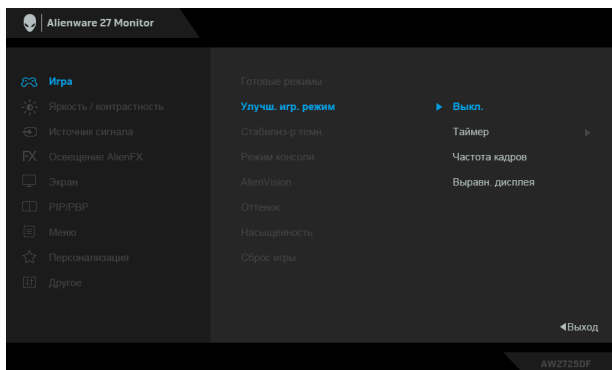 Alienware 27 Monitor
Игра
Яркость / контрастность
Источник сигнала
FX Освещение AlienFX
Экран
PIP/PBP
Меню
Персонализация
Другое
Готовые режимы
Улучш. игр. режим
Стабилиз-р темн.
Режим консоли
AlienVision
Оттенок
Насыщенность
Сброс игры
Выкл.
Таймер
Частота кадров
Выравн. дисплея
Выход
AW2725DF